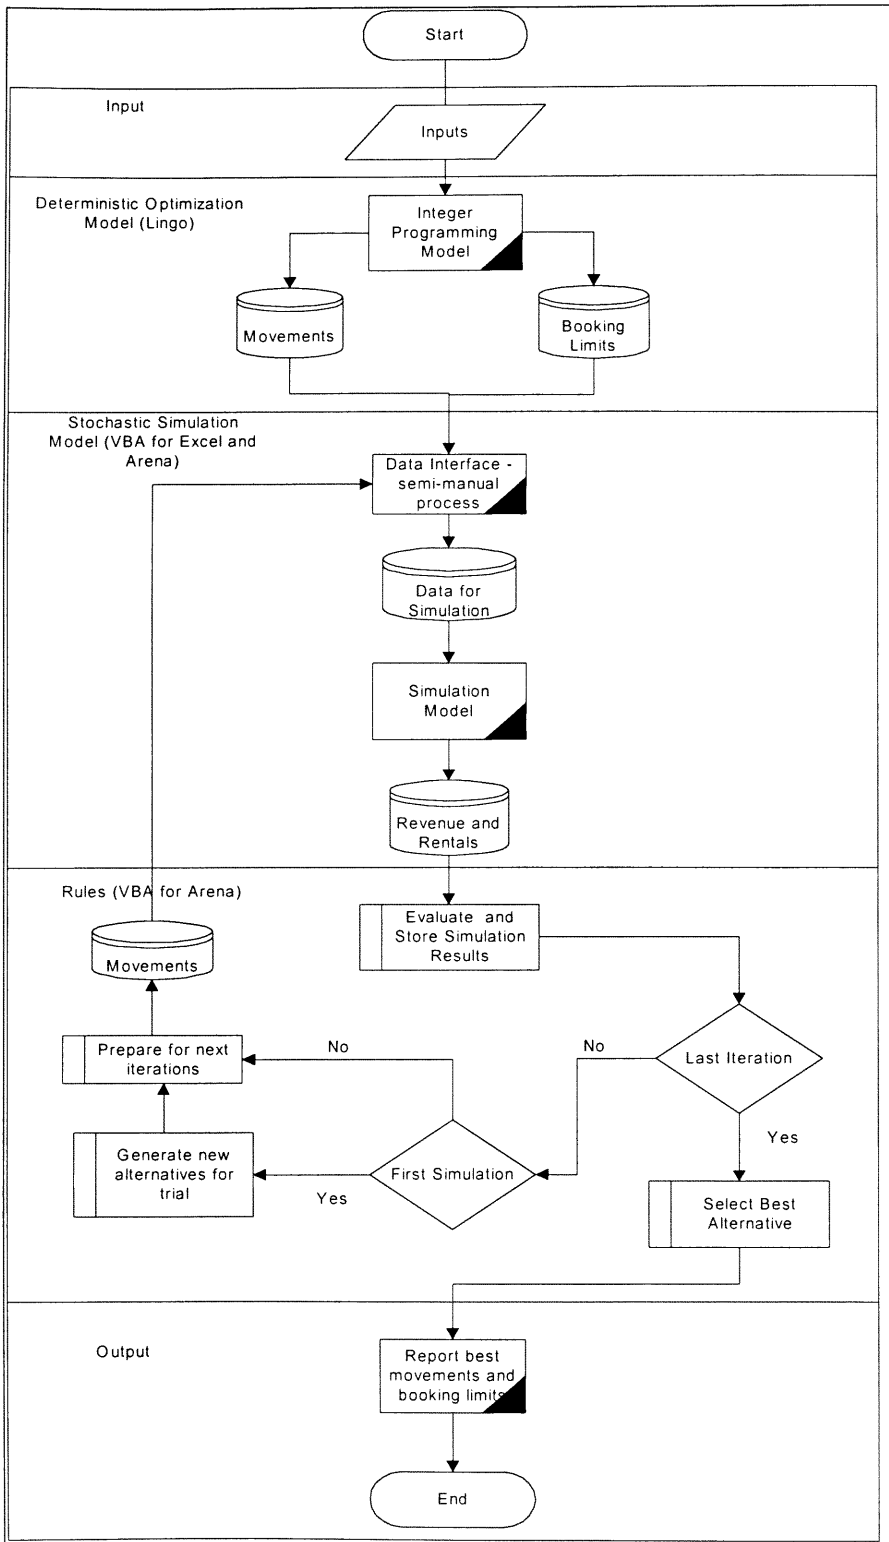 Start
Input
Inputs
Deterministic Optimization
Model (Lingo)
Integer
Programming
Model
Movements
Booking
Limits
Stochastic Simulation
Model (VBA for Excel and
Arena)
Data Interface -
semi-manual
process
Data for
Simulation
Simulation
Model
Revenue and
Rentals
Rules (VBA for Arena)
Evaluate and
Store Simulation
Results
Movements
Prepare for next
iterations
No
No
Last Iteration
Yes
Generate new
alternatives for
trial
Yes
First Simulation
Select Best
Alternative
Output
Report best
movements and
booking limits
End